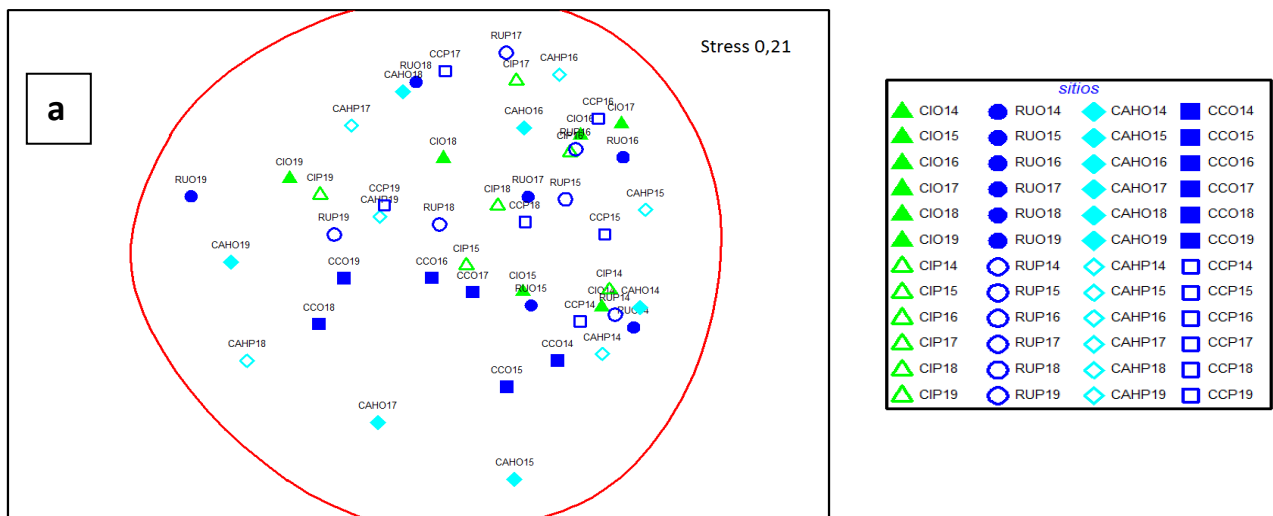 RUP17
Stress 0,21
CCP17
RUO18
CIP17
CAHP16
CAHO18
a
CAHP17
CAHO16
CCP16
CIO17
CIO16
RUP16
CIP16
RUO16
CIO18
CIO19
CIP19
RUO19
CCP19
CAHP19
CIP18
RUO17
RUP15
CAHP15
RUP19
RUP18
CCP18
CCP15
CAHO19
CIP15
CCO19
CCO16
CCO17
CIO15
RUO15
CIP14
CIO14
CAHO14
RUP14
RUO14
CCP14
CCO18
CAHP18
CCO14
CAHP14
CCO15
CAHO17
CAHO15
sitios
CIO14 RUO14 CAHO14 CCO14
CIO15 RUO15 CAHO15 CCO15
CIO16 RUO16 CAHO16 CCO16
CIO17 RUO17 CAHO17 CCO17
CIO18 RUO18 CAHO18 CCO18
CIO19 RUO19 CAHO19 CCO19
CIP14 RUP14 CAHP14 CCP14
CIP15 RUP15 CAHP15 CCP15
CIP16 RUP16 CAHP16 CCP16
CIP17 RUP17 CAHP17 CCP17
CIP18 RUP18 CAHP18 CCP18
CIP19 RUP19 CAHP19 CCP19